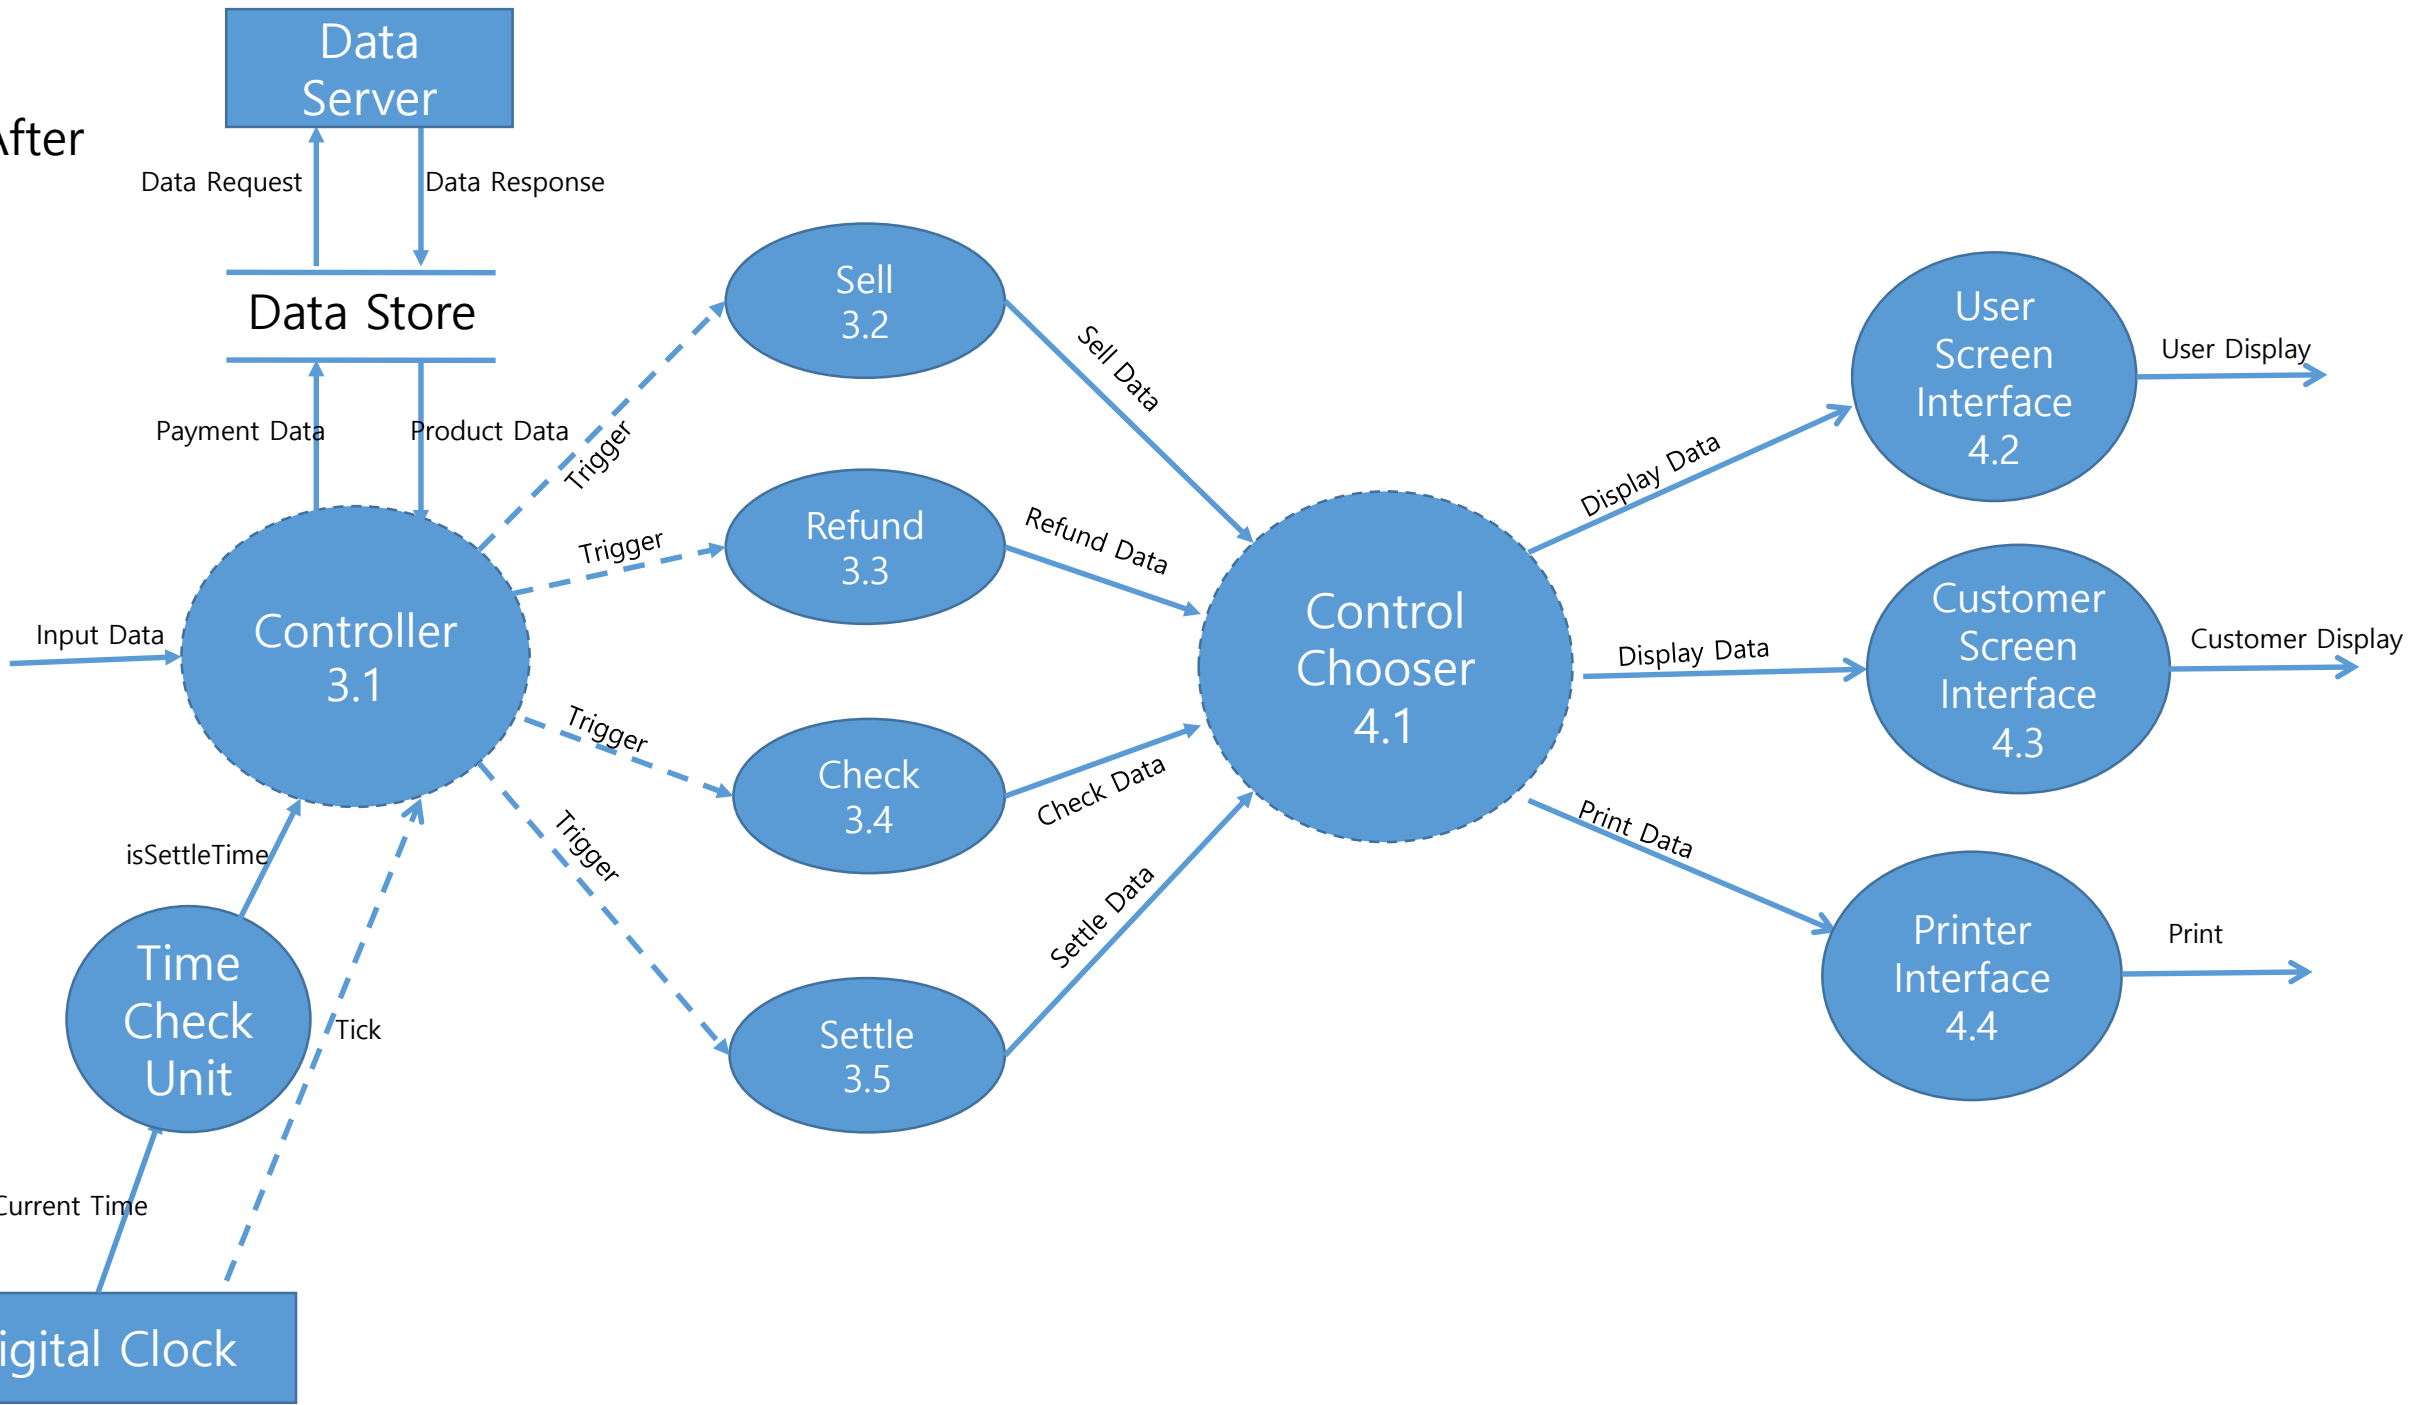 Data
Server
After
Data Request
Data Response
Data Store
Payment Data
Product Data
Trigger
Sell
3.2
Sell Data
User
Screen
Interface
4.2
User Display
Display Data
Trigger
Refund
3.3
Refund Data
Input Data
Controller
3.1
Control
Chooser
4.1
Display Data
Customer
Screen
Interface
4.3
Customer Display
Trigger
Check
3.4
Check Data
Print Data
isSettleTime
Trigger
Settle Data
Time
Check
Unit
Tick
Settle
3.5
Printer
Interface
4.4
Print
Current Time
igital Clock